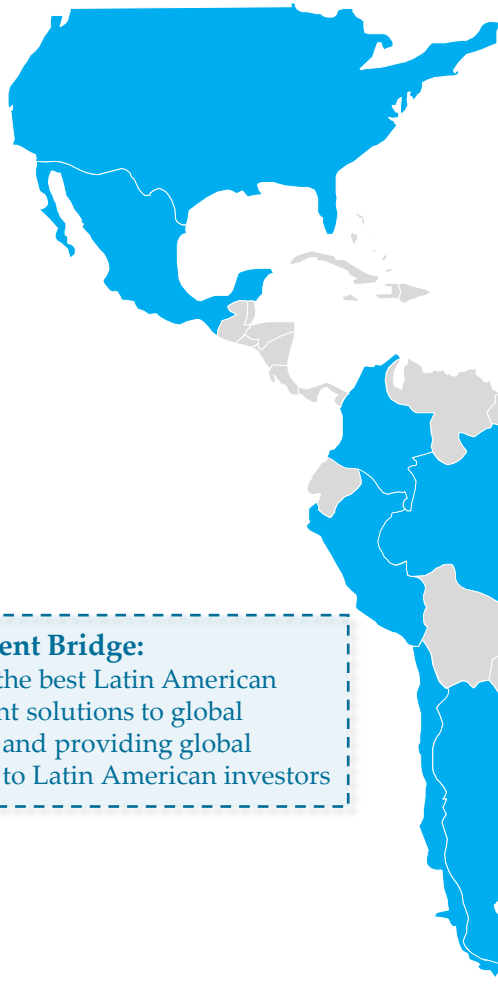 ent Bridge:
the best Latin American
nt solutions to global
and providing global
to Latin American investors